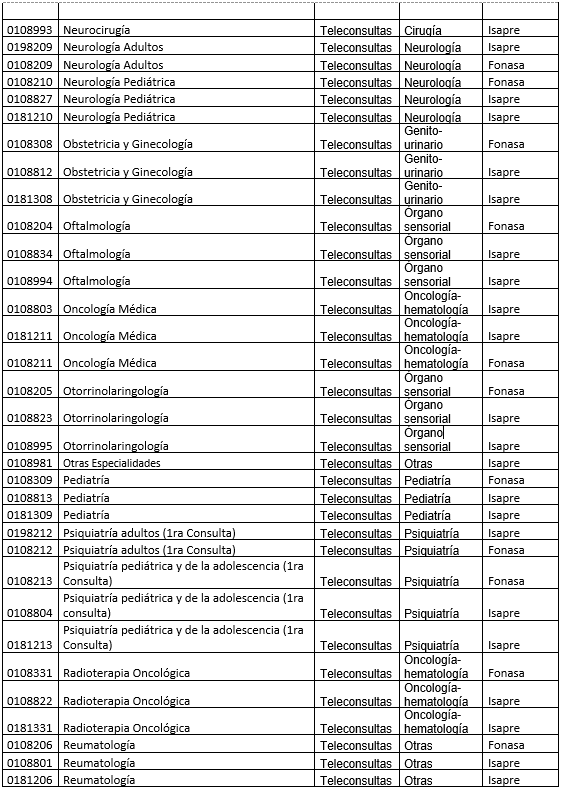 0108993 Neurocirugía Teleconsultas Cirugía Isapre
0198209 Neurología Adultos Teleconsultas Neurología Isapre
0108209 Neurología Adultos Teleconsultas Neurología Fonasa
0108210 Neurología Pediátrica Teleconsultas Neurología Fonasa
0108827 Neurología Pediátrica Teleconsultas Neurología Isapre
0181210 Neurología Pediátrica Teleconsultas Neurología Isapre
Genito-
0108308 Obstetricia y Ginecología Teleconsultas urinario Fonasa
Genito-
0108812 Obstetricia y Ginecología Teleconsultas urinario Isapre
Genito-
0181308 Obstetricia y Ginecología Teleconsultas urinario Isapre
Órgano
0108204 Oftalmología Teleconsultas sensorial Fonasa
Órgano
0108834 Oftalmología Teleconsultas sensorial Isapre
Órgano
0108994 Oftalmología Teleconsultas sensorial Isapre
Oncología-
0108803 Oncología Médica Teleconsultas hematología Isapre
Oncología-
0181211 Oncología Médica Teleconsultas hematología Isapre
Oncología-
0108211 Oncología Médica Teleconsultas hematología Fonasa
Órgano
0108205 Otorrinolaringología Teleconsultas sensorial Fonasa
Órgano
0108823 Otorrinolaringología Teleconsultas sensorial Isapre
Órgano
0108995 Otorrinolaringología Teleconsultas sensorial Isapre
0108981 Otras Especialidades Teleconsultas Otras Isapre
0108309 Pediatría Teleconsultas Pediatría Fonasa
0108813 Pediatría Teleconsultas Pediatría Isapre
0181309 Pediatría Teleconsultas Pediatría Isapre
0198212 Psiquiatría adultos (1ra Consulta) Teleconsultas Psiquiatría Isapre
0108212 Psiquiatría adultos (1ra Consulta) Teleconsultas Psiquiatría Fonasa
Psiquiatría pediátrica y de la adolescencia (1ra
0108213 Consulta) Teleconsultas Psiquiatría Fonasa
Psiquiatría pediátrica y de la adolescencia (1ra
0108804 consulta) Teleconsultas Psiquiatría Isapre
Psiquiatría pediátrica y de la adolescencia (1ra
0181213 Consulta) Teleconsultas Psiquiatría Isapre
Oncología-
0108331 Radioterapia Oncológica Teleconsultas hematología Fonasa
Oncología-
0108822 Radioterapia Oncológica Teleconsultas hematología Isapre
Oncología-
0181331 Radioterapia Oncológica Teleconsultas hematología Isapre
0108206 Reumatología Teleconsultas Otras Fonasa
0108801 Reumatología Teleconsultas Otras Isapre
0181206 Reumatología Teleconsultas Otras Isapre